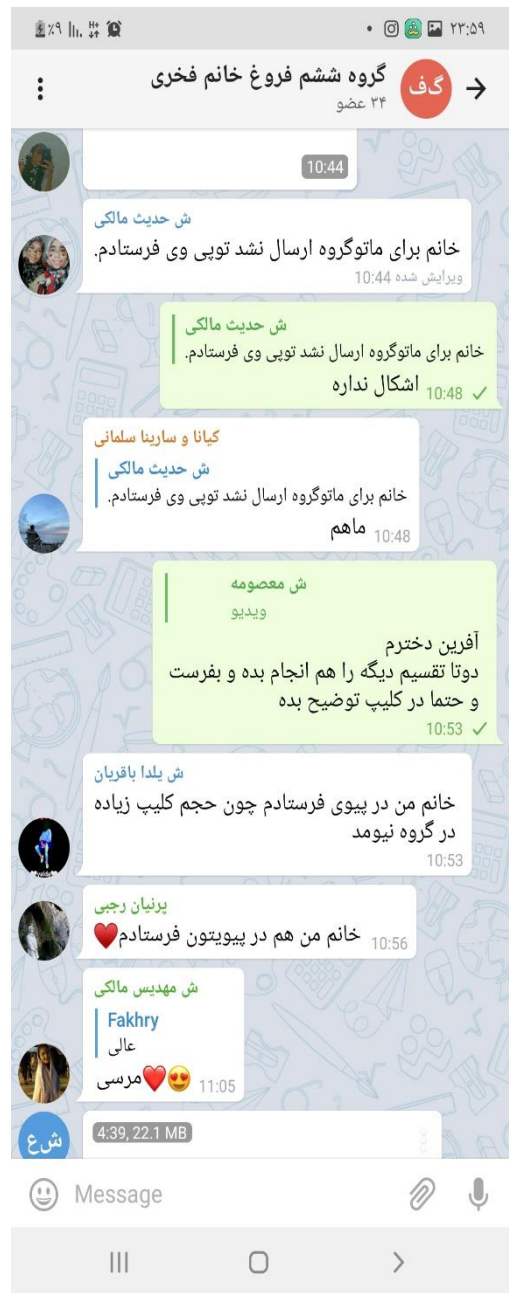 ٪۹
۲۳:۵۹
گروه ششم فروغ خانم فخری
۳۴ عضو
گف
10:44
ش حدیث مالکی
خانم برای ماتوگروه ارسال نشد توپی وی فرستادم.
ویرایش شده 10:44
ش حدیث مالکی
خانم برای ماتوگروه ارسال نشد توپی وی فرستادم.
اشکال نداره 10:48
کیانا و سارینا سلمانی
ش حدیث مالکی
خانم برای ماتوگروه ارسال نشد توپی وی فرستادم.
ماهم 10:48
ش معصومه
ویدیو
آفرین دخترم
دوتا تقسیم دیگه را هم انجام بده و بفرست
و حتما در کلیپ توضیح بده
10:53
ش یلدا باقریان
خانم من در پیوی فرستادم چون حجم کلیپ زیاده
در گروه نیومد
10:53
پرنیان رجبی
خانم من هم در پیویتون فرستادم♥️ 10:56
ش مهدیس مالکی
Fakhry
عالی
مرسی❤️😍 11:05
شع
4:39, 22.1 MB
Message